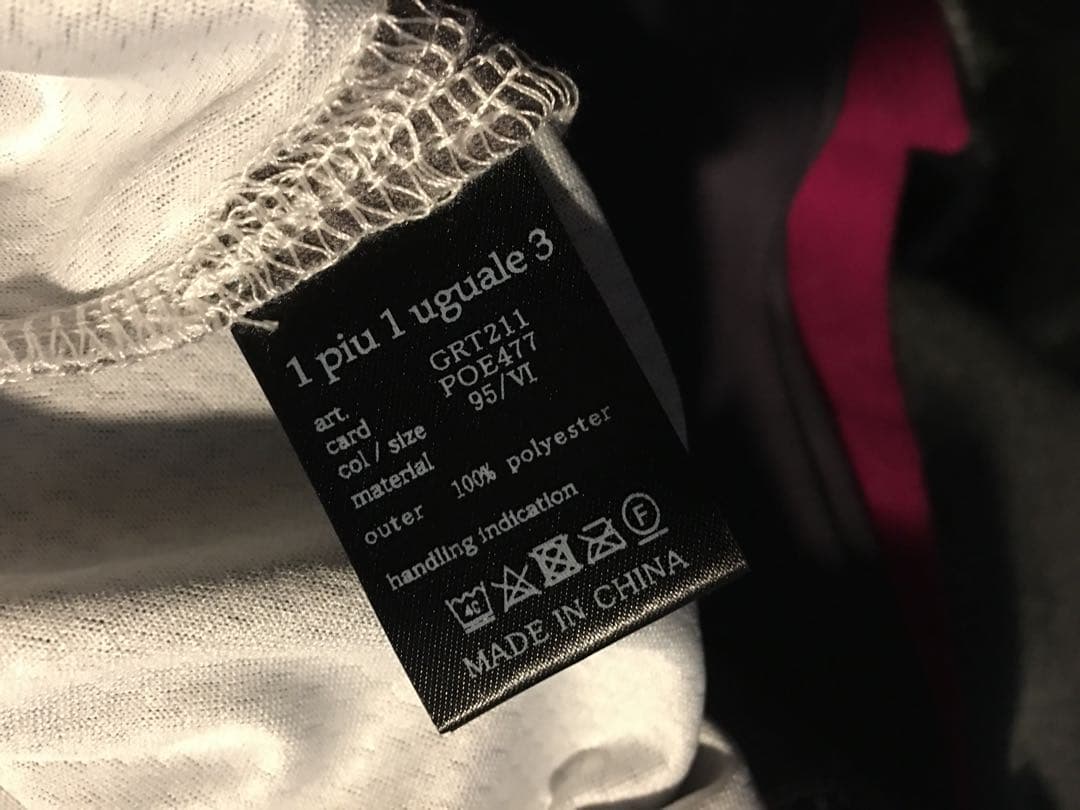 1 piu 1 uguale 3
art. GRT211
card POE477
col / size 95/VI
material
outer 100% polyester
handling indication
4C F
MADE IN CHINA